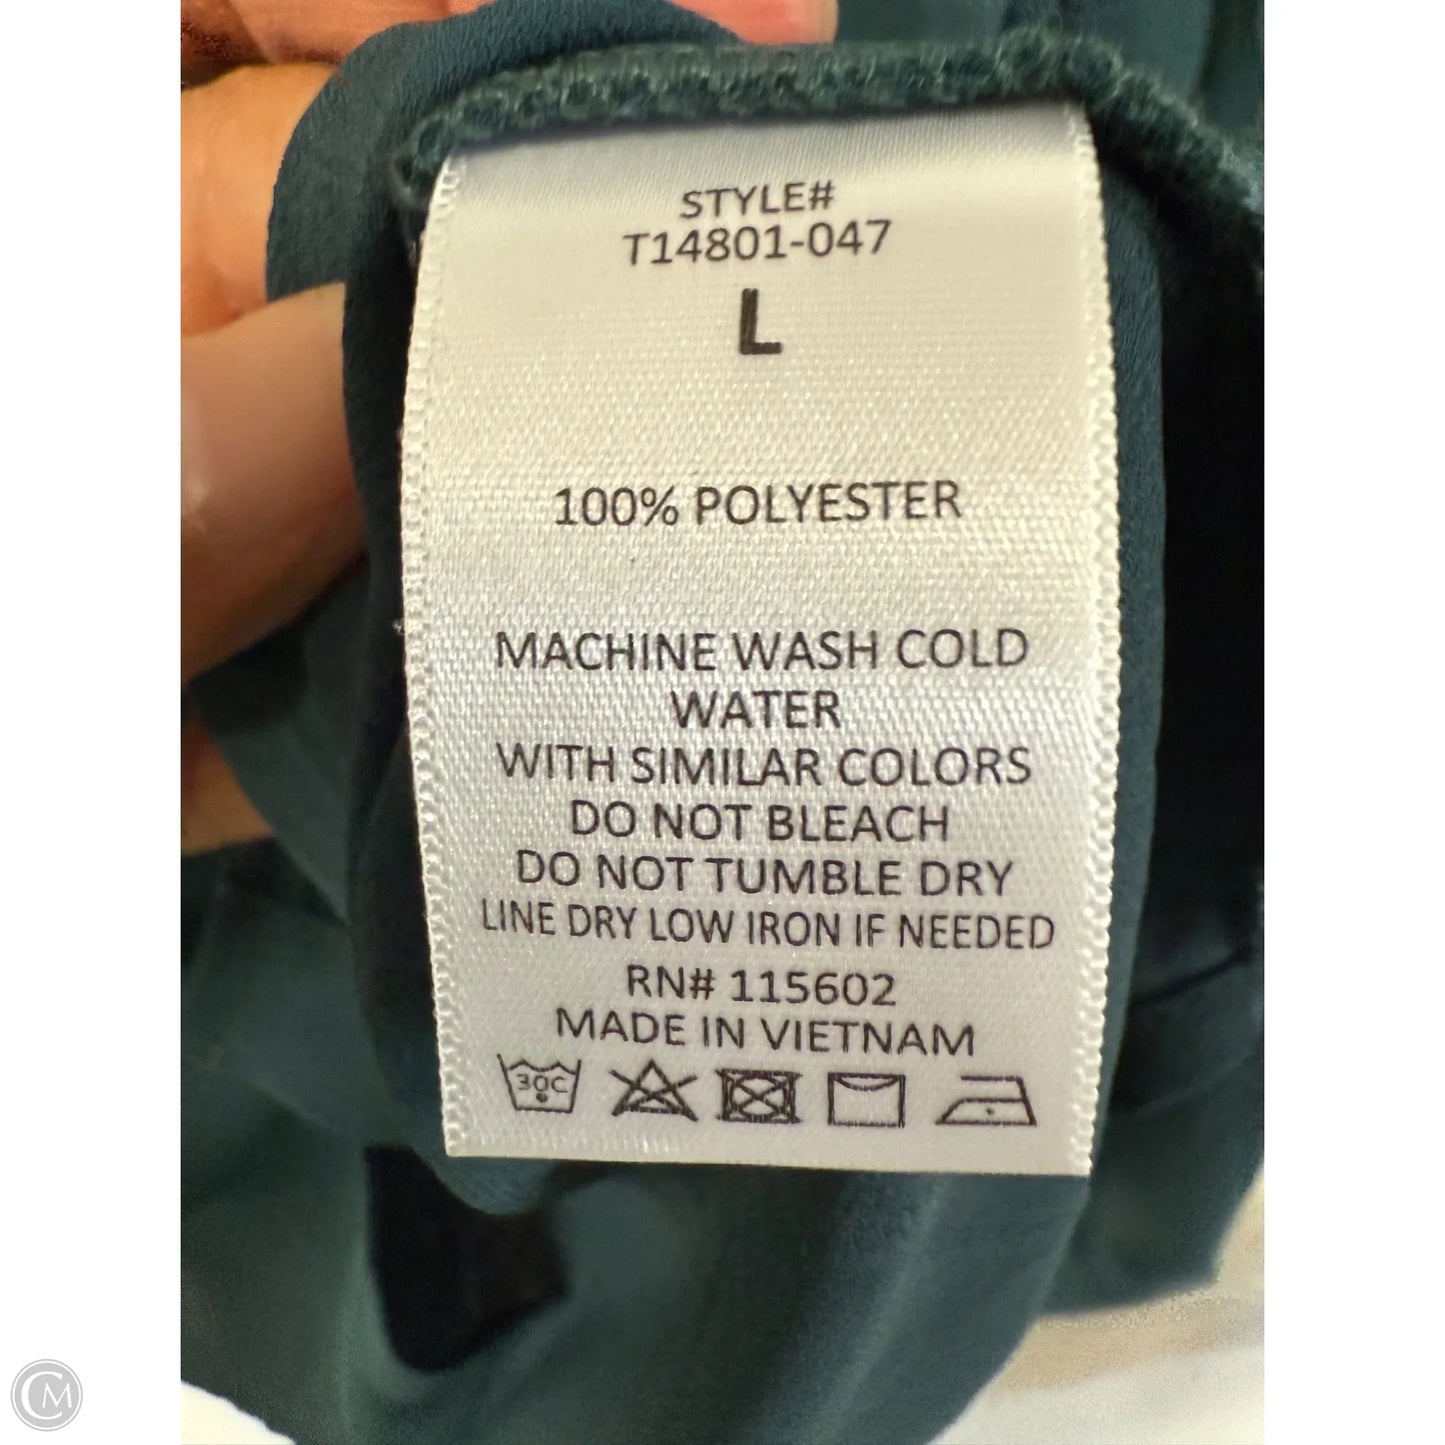 STYLE#
T14801-047
L
100% POLYESTER
MACHINE WASH COLD
WATER
WITH SIMILAR COLORS
DO NOT BLEACH
DO NOT TUMBLE DRY
LINE DRY LOW IRON IF NEEDED
RN# 115602
MADE IN VIETNAM
30C
CM